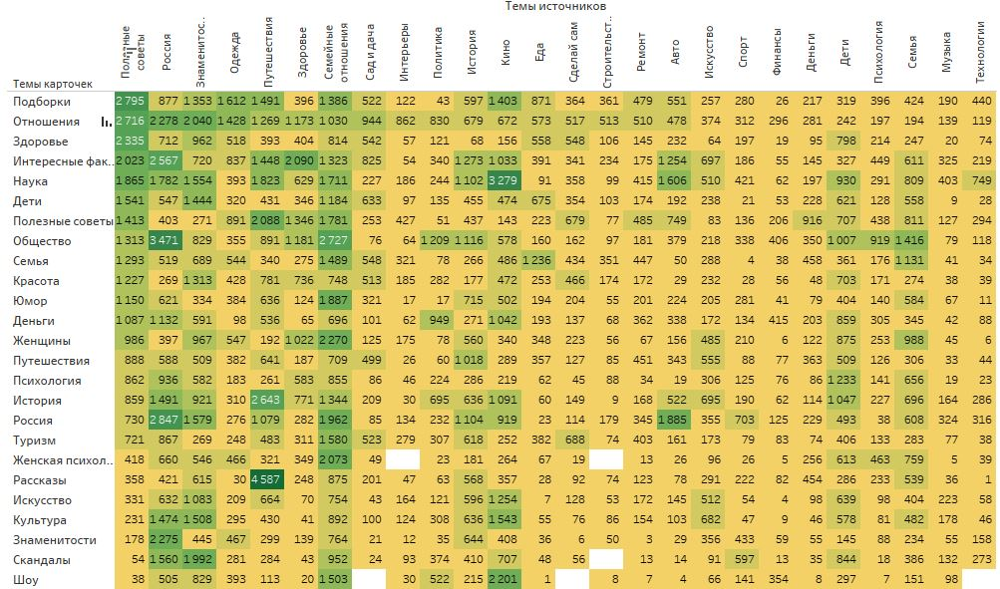 Темы источников
Полезные советы
Россия
Знаменитос..
Одежда
Путешествия
Здоровье
Семейные отношения
Сад и дача
Интерьеры
Политика
История
Кино
Еда
Сделай сам
Строительст..
Ремонт
Авто
Искусство
Спорт
Финансы
Деньги
Дети
Психология
Семья
Музыка
Технологии
Темы карточек
Подборки 2 795 877 1 353 1 612 1 491 396 1 386 522 122 43 597 1 403 871 364 361 479 551 257 280 26 217 319 396 424 190 440
Отношения 2 716 2 278 2 040 1 428 1 269 1 173 1 030 944 862 830 679 672 573 517 513 510 478 374 312 296 281 242 197 194 139 119
Здоровье 2 335 712 962 518 393 404 814 542 57 121 68 156 558 548 106 145 232 64 197 19 95 798 214 247 20 74
Интересные фак.. 2 023 2 567 720 837 1 448 2 090 1 323 825 54 340 1 273 1 033 391 341 234 175 1 254 697 186 55 145 327 449 611 325 219
Наука 1 865 1 782 1 554 393 1 823 629 1 711 227 186 244 1 102 3 279 91 358 99 415 1 606 510 421 62 197 930 291 809 403 749
Дети 1 541 547 1 444 320 431 346 1 184 633 97 135 455 474 675 354 103 174 192 238 21 53 228 621 128 558 9 28
Полезные советы 1 413 403 271 891 2 088 1 346 1 781 253 427 51 437 143 223 679 77 485 749 83 136 206 916 707 438 811 127 294
Общество 1 313 3 471 829 355 891 1 181 2 727 76 64 1 209 1 116 578 160 162 97 181 379 218 338 406 350 1 007 919 1 416 79 118
Семья 1 293 519 689 544 340 275 1 489 548 321 78 266 486 1 236 434 351 447 50 288 4 38 458 361 176 1 131 41 34
Красота 1 227 269 1 313 428 781 736 748 513 185 282 177 472 253 466 174 172 29 232 28 56 48 703 171 274 38 39
Юмор 1 150 621 334 384 636 124 1 887 321 17 17 715 502 194 204 55 201 224 205 281 41 79 404 140 584 67 11
Деньги 1 087 1 132 591 98 536 65 696 101 62 949 271 1 042 193 137 68 362 338 172 134 415 203 859 305 345 42 88
Женщины 986 397 967 547 192 1 022 2 270 125 175 78 560 340 348 223 56 67 156 485 210 6 122 875 253 988 45 6
Путешествия 888 588 509 382 641 187 709 499 26 60 1 018 289 357 127 85 451 343 555 88 77 363 509 126 306 33 44
Психология 862 936 582 183 261 583 855 86 46 224 286 219 62 45 88 34 19 306 125 76 86 1 233 141 656 19 23
История 859 1 491 921 310 2 643 771 1 344 209 30 695 636 1 091 60 149 9 168 522 695 190 62 114 1 047 227 696 164 286
Россия 730 2 847 1 579 276 1 079 282 1 962 85 134 232 1 104 919 23 114 179 345 1 885 355 703 125 229 493 38 608 324 316
Туризм 721 867 269 248 483 311 1 580 523 279 307 618 252 382 688 74 403 161 173 79 83 74 406 133 283 77 38
Женская психол.. 418 660 546 466 321 349 2 073 49 23 181 264 67 19 13 26 96 26 5 256 613 463 759 5 39
Рассказы 358 421 615 30 4 587 248 875 201 47 63 568 357 28 92 74 123 78 291 222 82 454 286 233 539 36 1
Искусство 331 632 1 083 209 664 70 754 43 164 121 596 1 254 7 128 53 172 145 512 54 4 98 639 98 404 223 58
Культура 231 1 474 1 508 295 430 41 892 100 124 308 636 1 543 55 76 86 154 103 682 47 9 46 578 81 482 178 46
Знаменитости 178 2 275 445 467 299 139 764 21 12 35 644 408 36 6 50 3 29 356 433 59 55 145 88 234 55 158
Скандалы 54 1 560 1 992 281 284 43 952 24 93 374 410 707 48 56 13 14 91 597 13 35 844 18 386 132 273
Шоу 38 505 829 393 113 20 1 503 30 522 215 2 201 1 8 7 4 66 141 354 8 297 7 151 98